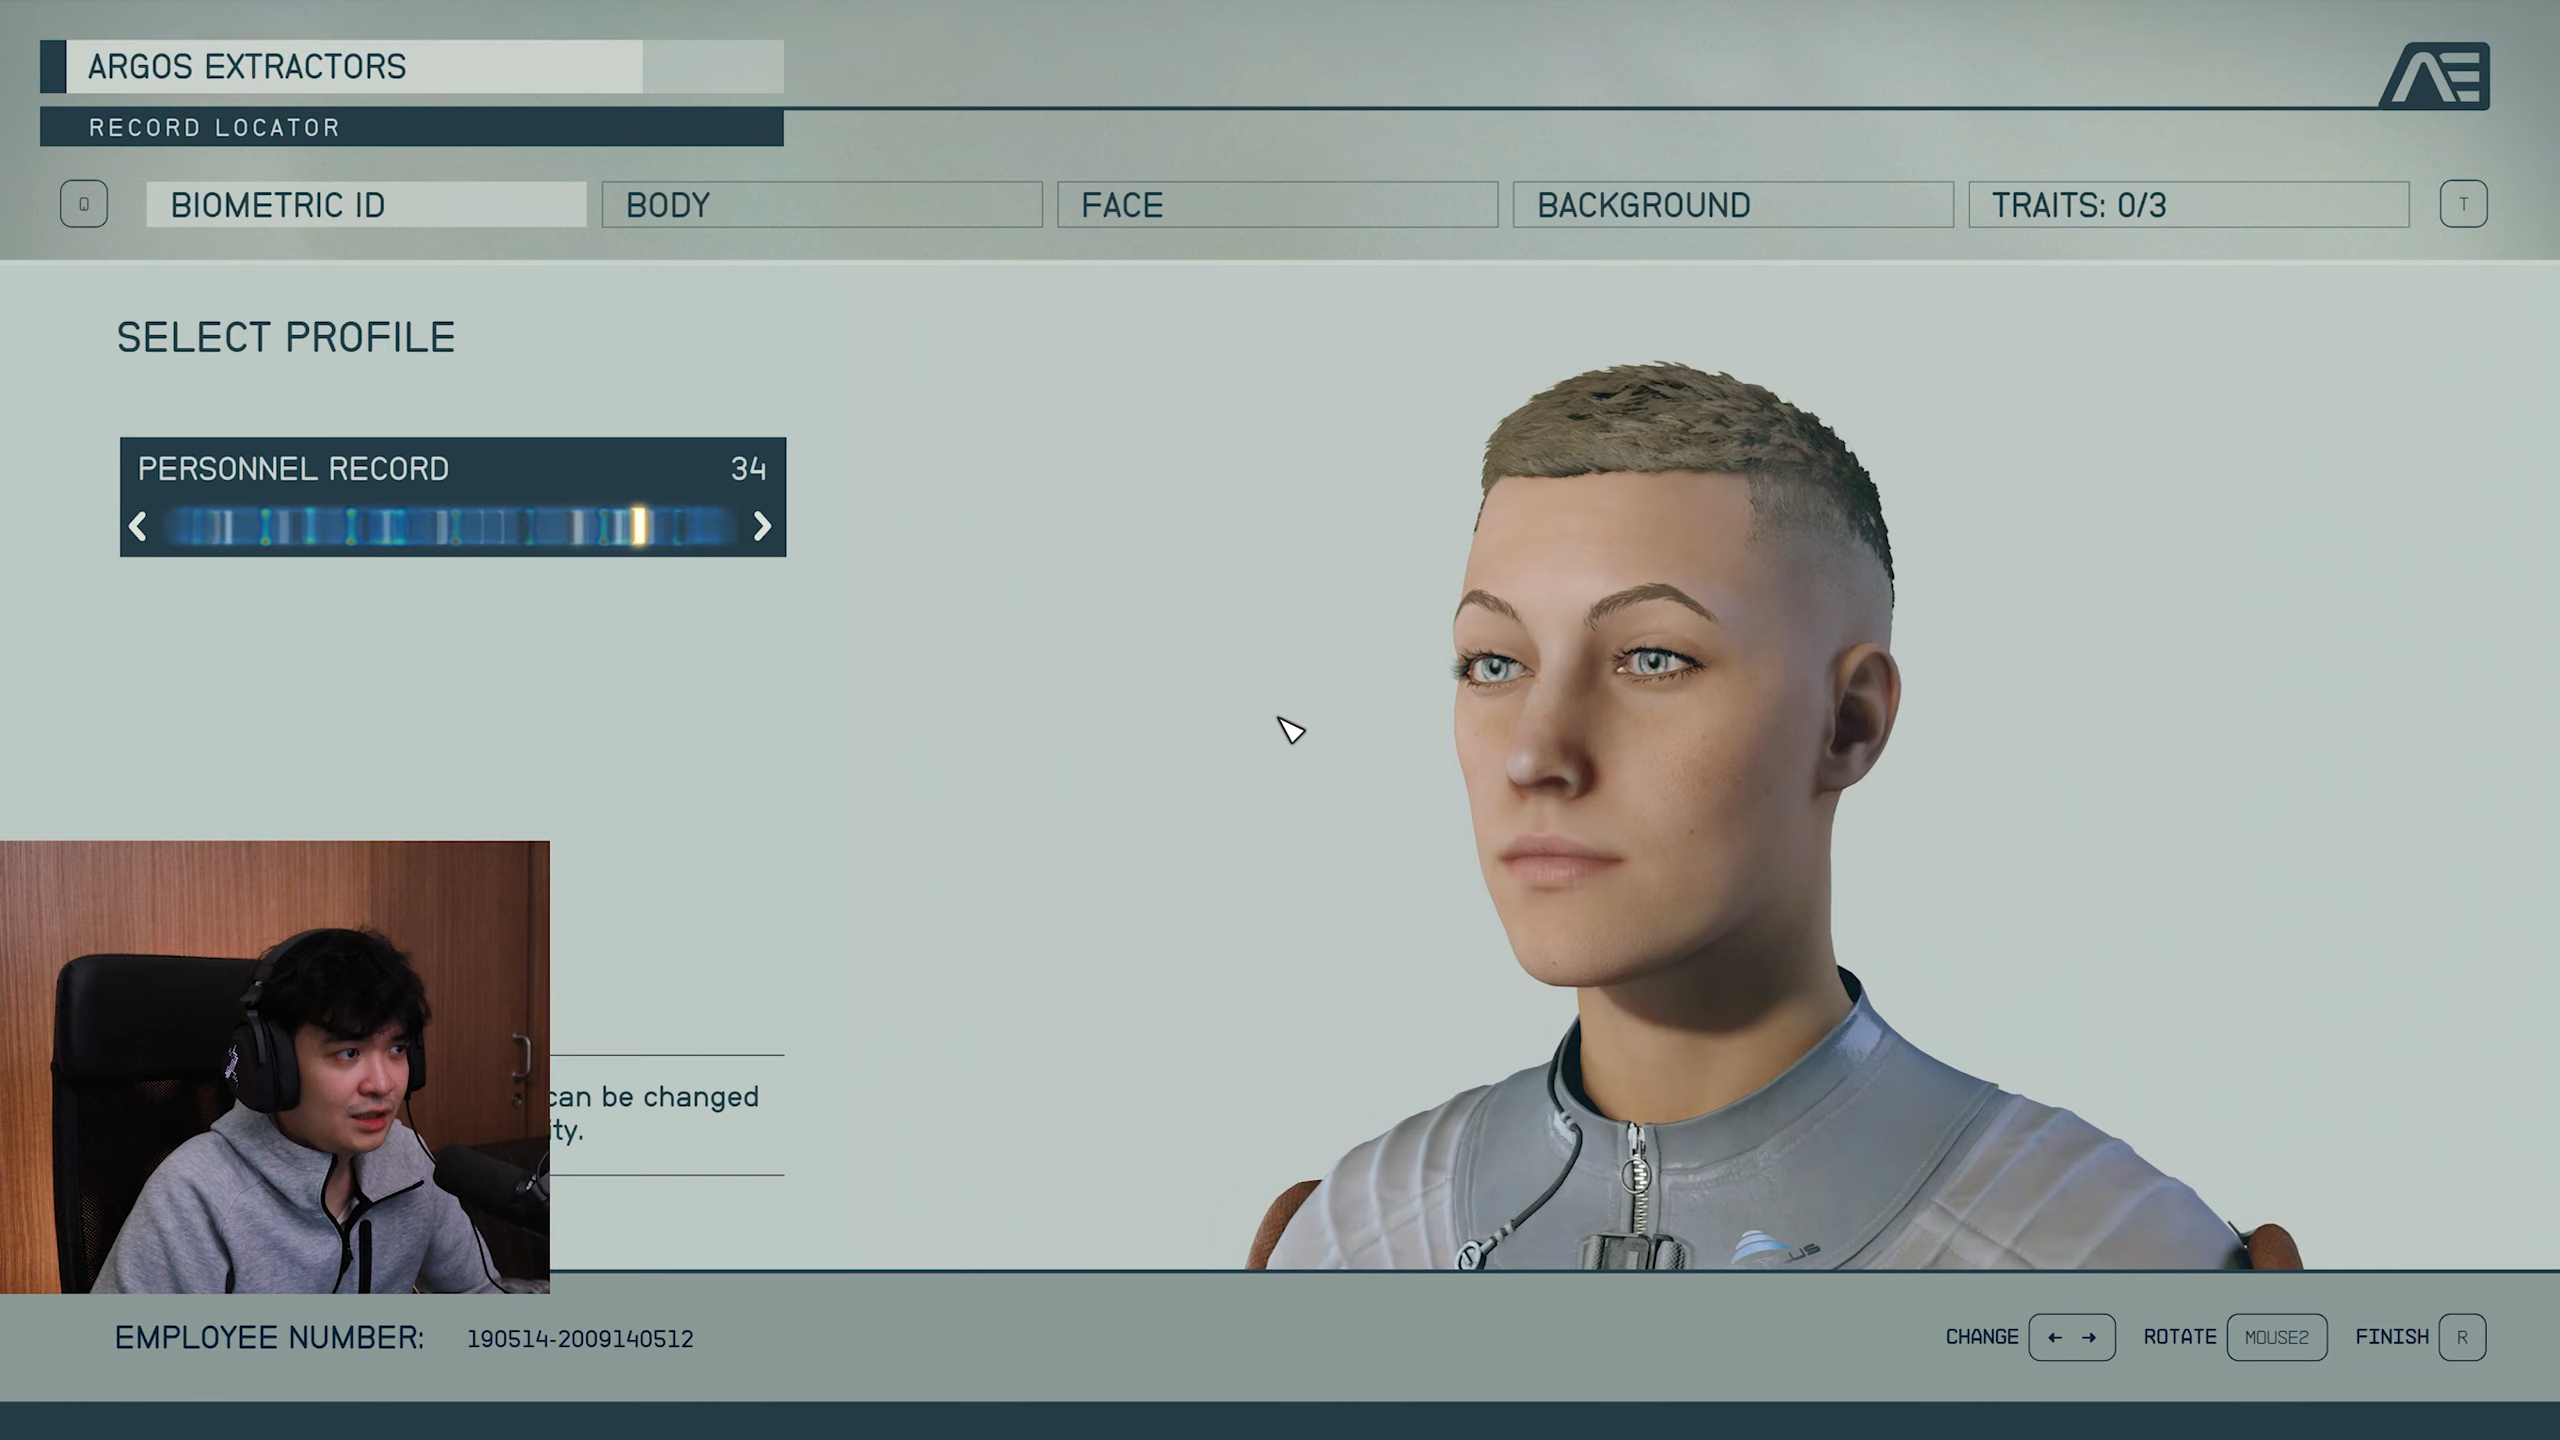 ARGOS EXTRACTORS
RECORD LOCATOR
Q
BIOMETRIC ID
BODY
FACE
BACKGROUND
TRAITS: 0/3
T
SELECT PROFILE
PERSONNEL RECORD 34
can be changed
ity.
EMPLOYEE NUMBER: 190514-2009140512
CHANGE ← →
ROTATE MOUSE2
FINISH R